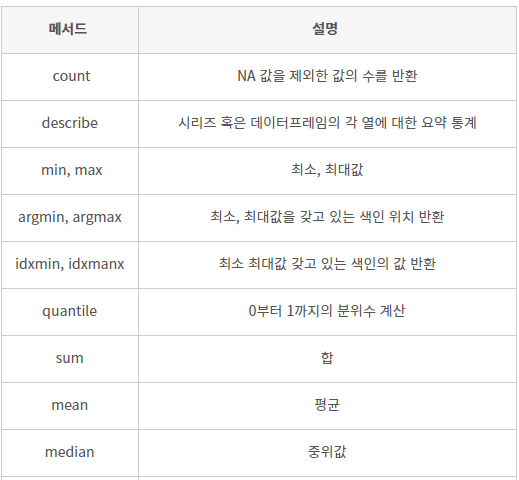 메서드 설명
count NA 값을 제외한 값의 수를 반환
describe 시리즈 혹은 데이터프레임의 각 열에 대한 요약 통계
min, max 최소, 최대값
argmin, argmax 최소, 최대값을 갖고 있는 색인 위치 반환
idxmin, idxmanx 최소 최대값 갖고 있는 색인의 값 반환
quantile 0부터 1까지의 분위수 계산
sum 합
mean 평균
median 중위값